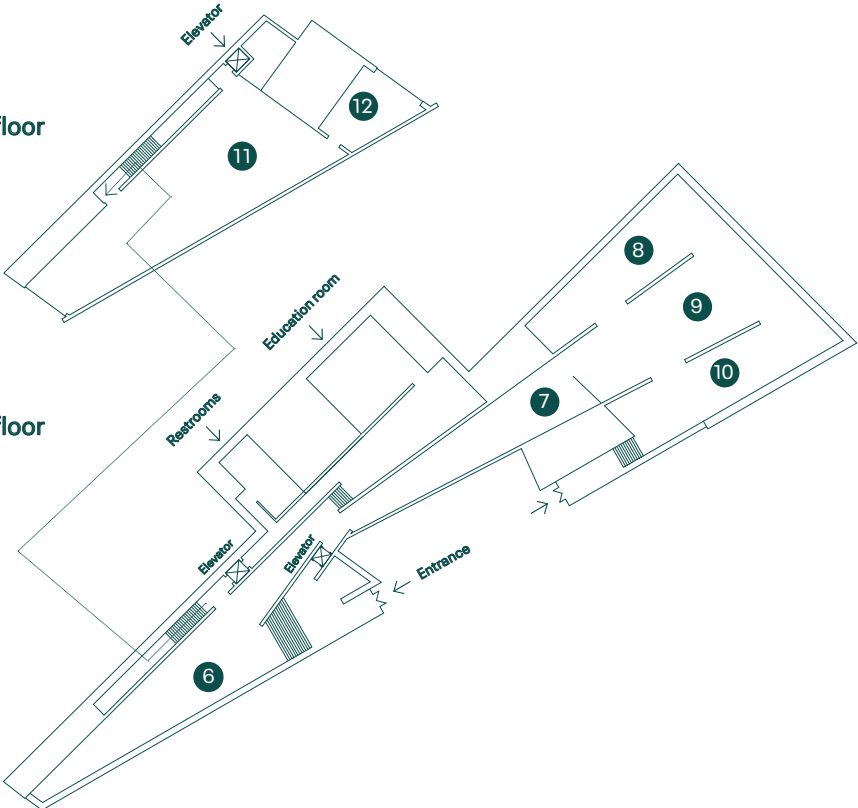 Elevator
floor
12
11
8
9
Education room
10
Restrooms
7
floor
Elevator
Elevator
Entrance
6